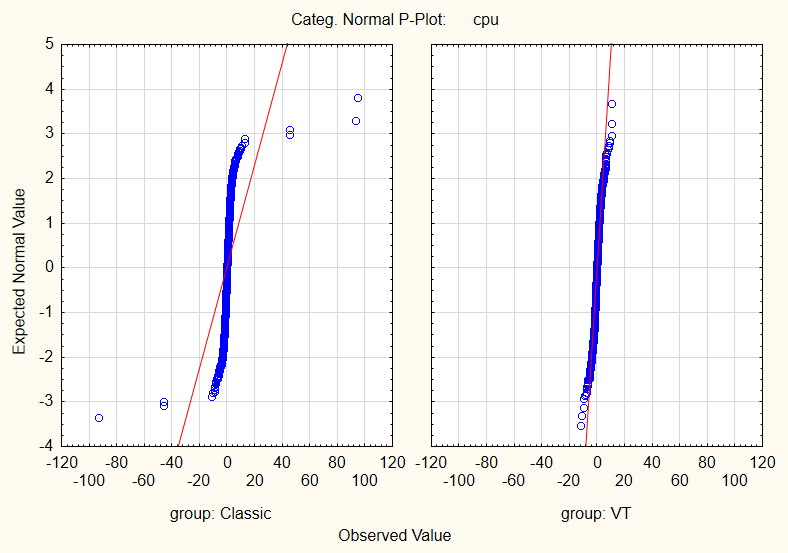 Categ. Normal P-Plot: cpu
5
4
3
2
1
0
-1
-2
-3
-4
Expected Normal Value
-120 -80 -40 0 40 80 120
-100 -60 -20 20 60 100
-120 -80 -40 0 40 80 120
-100 -60 -20 20 60 100
group: Classic
group: VT
Observed Value